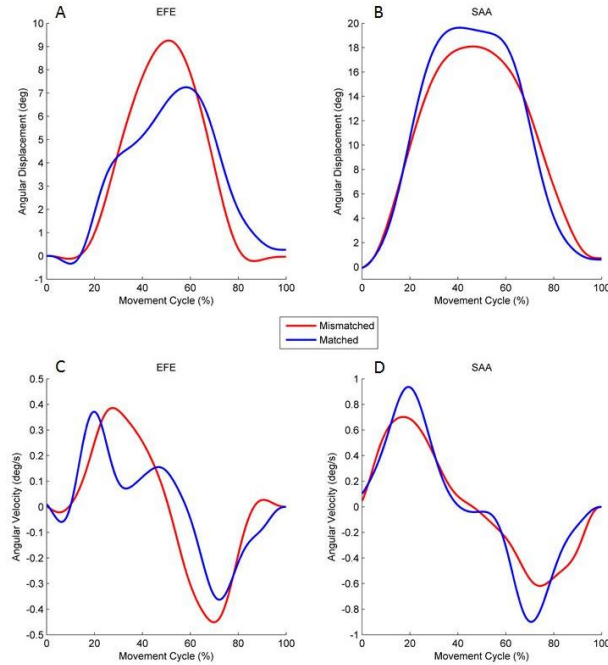 A EFE
Angular Displacement (deg)
10
9
8
7
6
5
4
3
2
1
0
-1
0 20 40 60 80 100
Movement Cycle (%)
B SAA
Angular Displacement (deg)
20
18
16
14
12
10
8
6
4
2
0
-2
0 20 40 60 80 100
Movement Cycle (%)
Mismatched
Matched
C EFE
Angular Velocity (deg/s)
0.5
0.4
0.3
0.2
0.1
0
-0.1
-0.2
-0.3
-0.4
-0.5
0 20 40 60 80 100
Movement Cycle (%)
D SAA
Angular Velocity (deg/s)
1
0.8
0.6
0.4
0.2
0
-0.2
-0.4
-0.6
-0.8
-1
0 20 40 60 80 100
Movement Cycle (%)